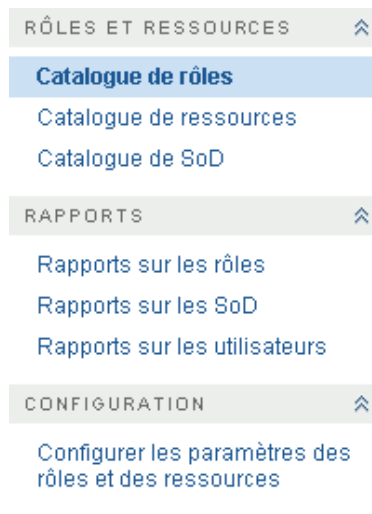 RÔLES ET RESSOURCES
Catalogue de rôles
Catalogue de ressources
Catalogue de SoD
RAPPORTS
Rapports sur les rôles
Rapports sur les SoD
Rapports sur les utilisateurs
CONFIGURATION
Configurer les paramètres des
rôles et des ressources